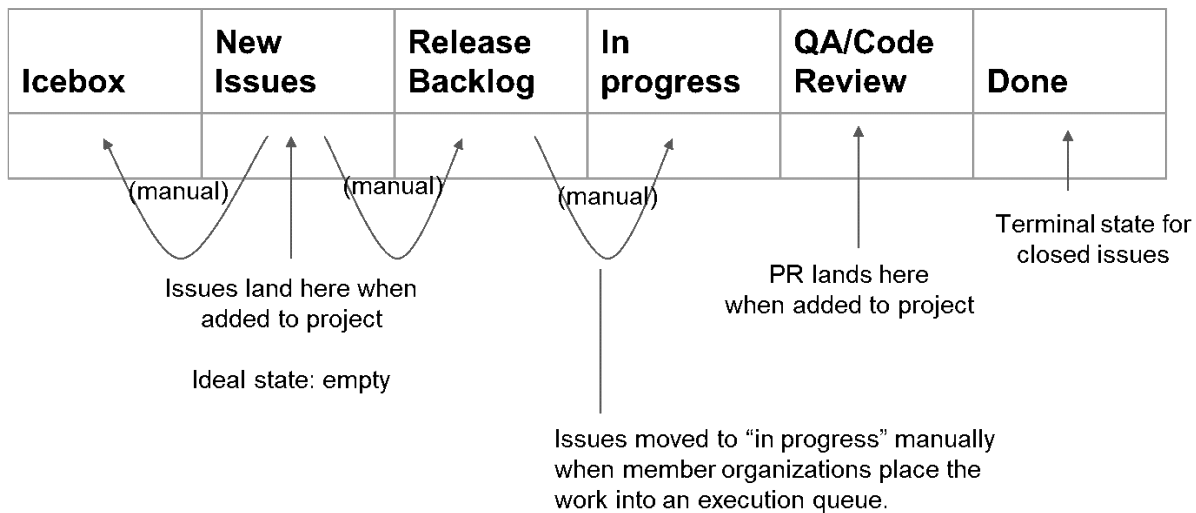 Icebox
New
Issues
Release
Backlog
In
progress
QA/Code
Review
Done
(manual)
(manual)
(manual)
Issues land here when
added to project
Ideal state: empty
PR lands here
when added to project
Terminal state for
closed issues
Issues moved to “in progress” manually
when member organizations place the
work into an execution queue.